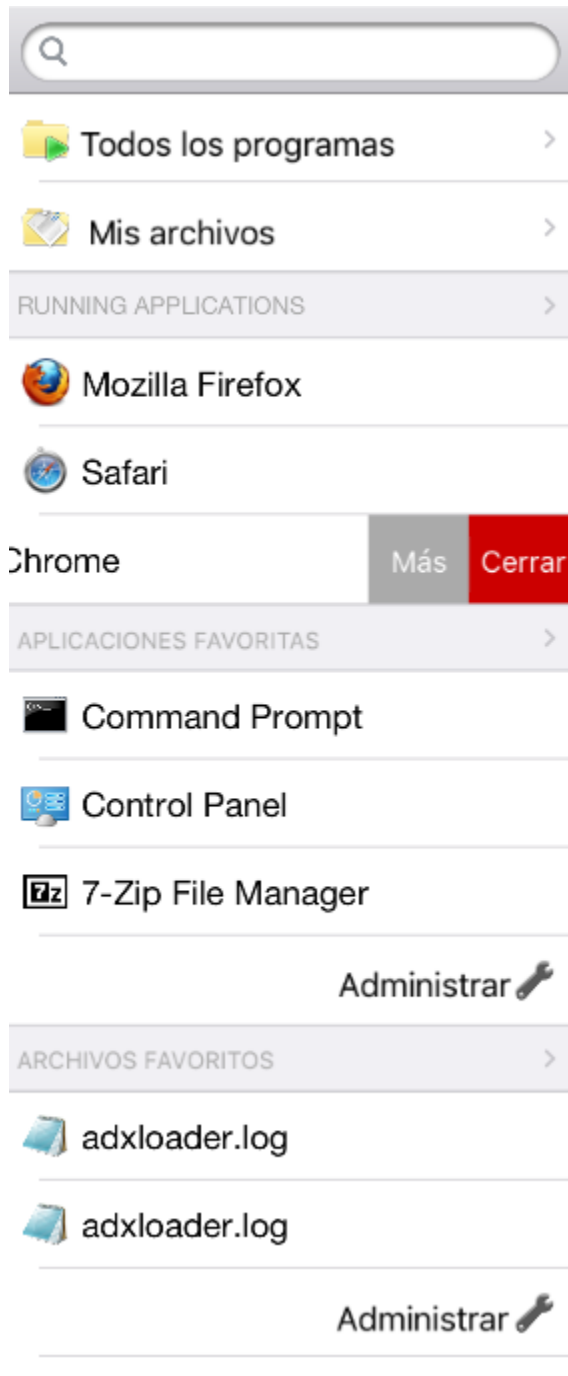 Todos los programas
Mis archivos
RUNNING APPLICATIONS
Mozilla Firefox
Safari
Chrome Más Cerrar
APLICACIONES FAVORITAS
Command Prompt
Control Panel
7z 7-Zip File Manager
Administrar
ARCHIVOS FAVORITOS
adxloader.log
adxloader.log
Administrar